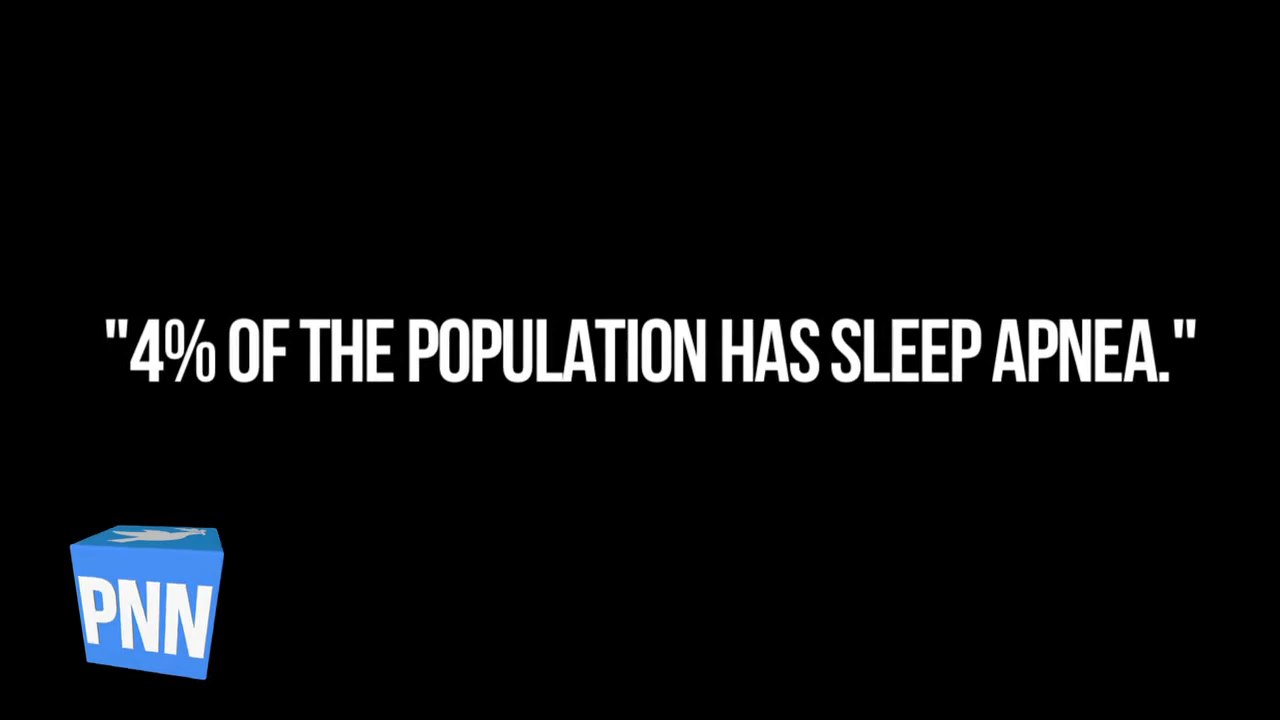 "4% OF THE POPULATION HAS SLEEP APNEA."
PNN